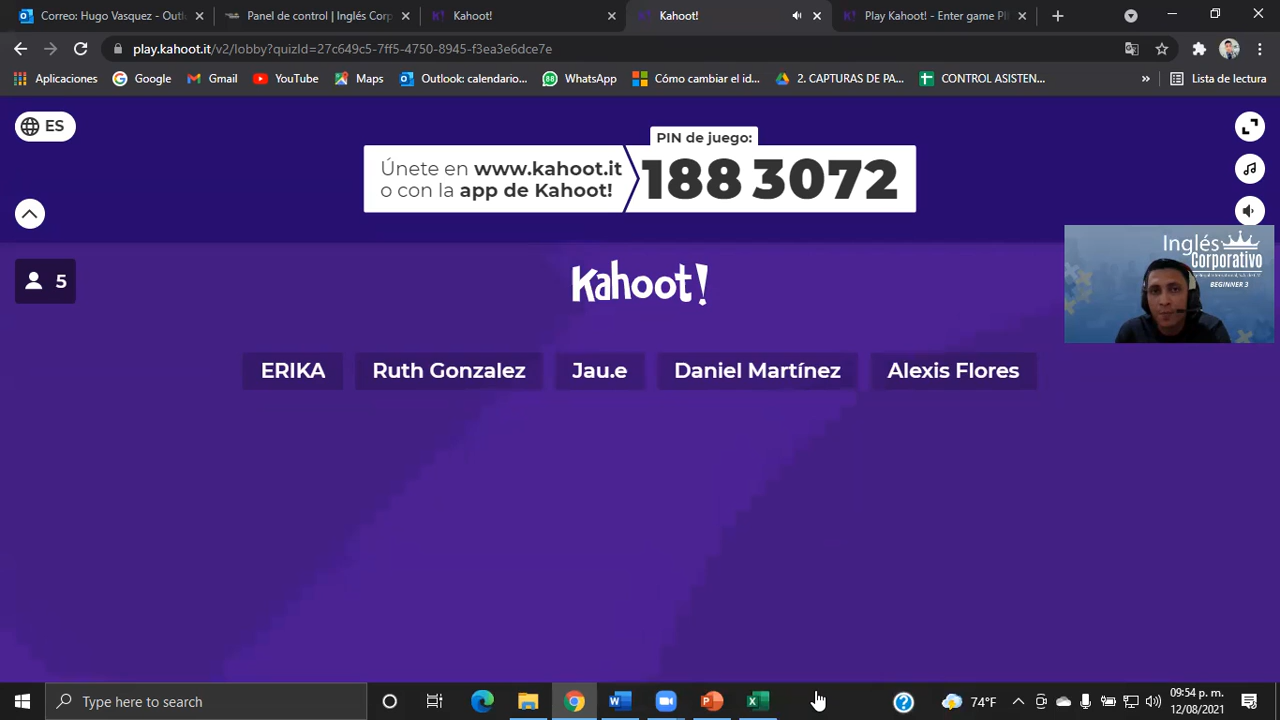 Correo: Hugo Vasquez - Outl
Panel de control | Inglés Corp
Kahoot!
Kahoot!
Play Kahoot! - Enter game PI
play.kahoot.it/v2/lobby?quizId=27c649c5-7ff5-4750-8945-f3ea3e6dce7e
Aplicaciones
Google
Gmail
YouTube
Maps
Outlook: calendario...
88
WhatsApp
Cómo cambiar el id...
2. CAPTURAS DE PA...
CONTROL ASISTEN...
»
Lista de lectura
ES
PIN de juego:
Únete en www.kahoot.it
o con la app de Kahoot!
188 3072
Inglés
Corporativo
BEGINNER 3
5
Kahoot!
ERIKA
Ruth Gonzalez
Jau.e
Daniel Martínez
Alexis Flores
Type here to search
74°F
09:54 p. m.
12/08/2021